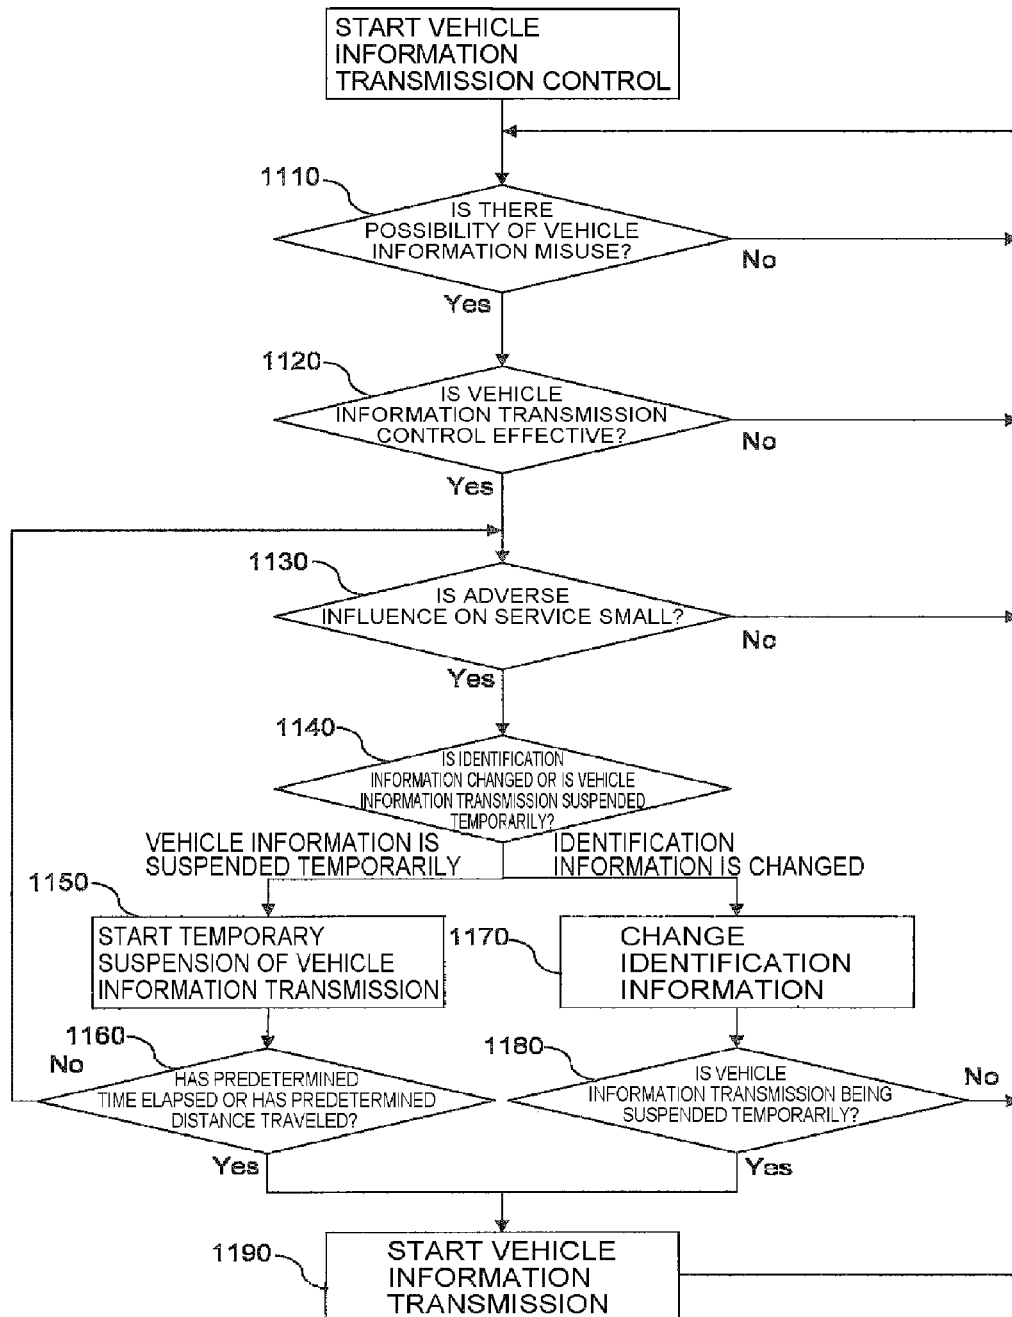 START VEHICLE
INFORMATION
TRANSMISSION CONTROL
1110
IS THERE
POSSIBILITY OF VEHICLE
INFORMATION MISUSE?
No
Yes
1120
IS VEHICLE
INFORMATION TRANSMISSION
CONTROL EFFECTIVE?
No
Yes
1130
IS ADVERSE
INFLUENCE ON SERVICE SMALL?
No
Yes
1140
IS IDENTIFICATION
INFORMATION CHANGED OR IS VEHICLE
INFORMATION TRANSMISSION SUSPENDED
TEMPORARILY?
VEHICLE INFORMATION IS
SUSPENDED TEMPORARILY
IDENTIFICATION
INFORMATION IS CHANGED
1150
START TEMPORARY
SUSPENSION OF VEHICLE
INFORMATION TRANSMISSION
1170
CHANGE
IDENTIFICATION
INFORMATION
1160
No
HAS PREDETERMINED
TIME ELAPSED OR HAS PREDETERMINED
DISTANCE TRAVELED?
Yes
1180
IS VEHICLE
INFORMATION TRANSMISSION BEING
SUSPENDED TEMPORARILY?
No
Yes
1190
START VEHICLE
INFORMATION
TRANSMISSION